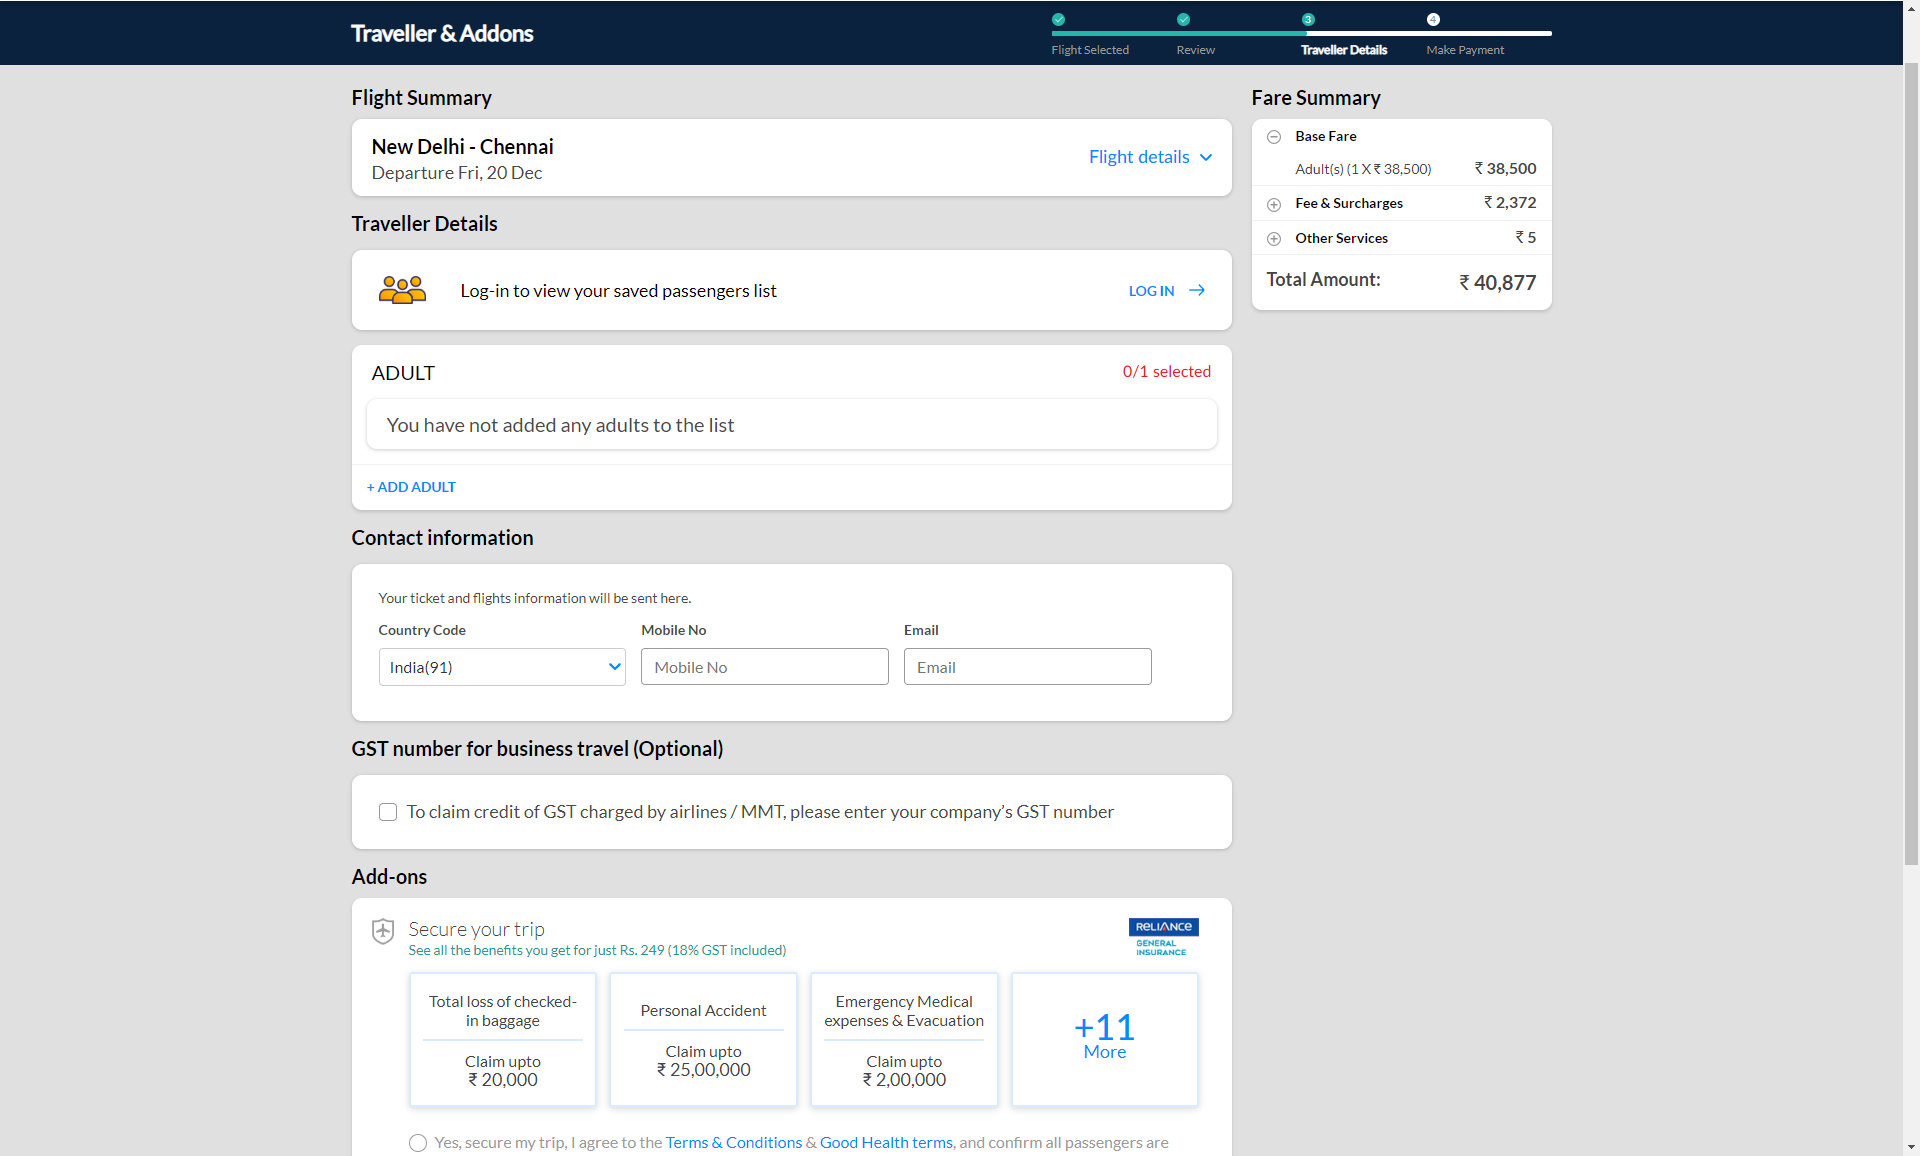 Traveller & Addons
Flight Selected
Review
3
Traveller Details
4
Make Payment
Flight Summary
New Delhi - Chennai
Departure Fri, 20 Dec
Flight details
Fare Summary
Base Fare
Adult(s) (1 X ₹ 38,500) ₹ 38,500
Fee & Surcharges ₹ 2,372
Other Services ₹ 5
Total Amount: ₹ 40,877
Traveller Details
Log-in to view your saved passengers list
LOG IN
ADULT
0/1 selected
You have not added any adults to the list
+ ADD ADULT
Contact information
Your ticket and flights information will be sent here.
Country Code
Mobile No
Email
India(91)
Mobile No
Email
GST number for business travel (Optional)
To claim credit of GST charged by airlines / MMT, please enter your company’s GST number
Add-ons
Secure your trip
See all the benefits you get for just Rs. 249 (18% GST included)
RELIANCE
GENERAL
INSURANCE
Total loss of checked-
in baggage
Claim upto
₹ 20,000
Personal Accident
Claim upto
₹ 25,00,000
Emergency Medical
expenses & Evacuation
Claim upto
₹ 2,00,000
+11
More
Yes, secure my trip, I agree to the Terms & Conditions & Good Health terms, and confirm all passengers are